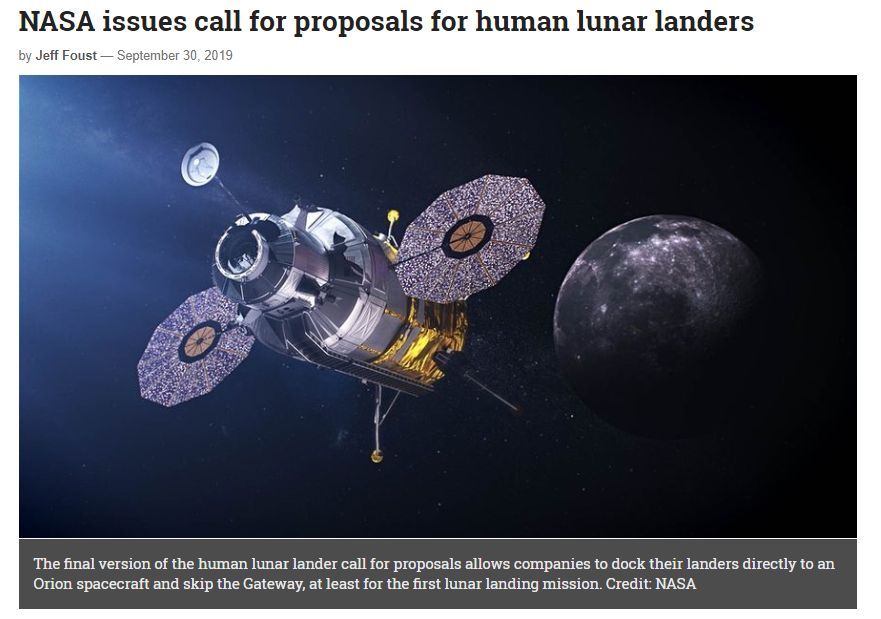 NASA issues call for proposals for human lunar landers
by Jeff Foust — September 30, 2019
The final version of the human lunar lander call for proposals allows companies to dock their landers directly to an
Orion spacecraft and skip the Gateway, at least for the first lunar landing mission. Credit: NASA